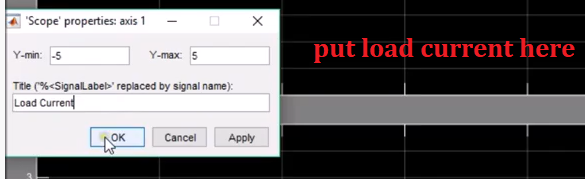 'Scope' properties: axis 1
Y-min: -5 Y-max: 5
put load current here
Title ('%<SignalLabel>' replaced by signal name):
Load Current
OK Cancel Apply
3